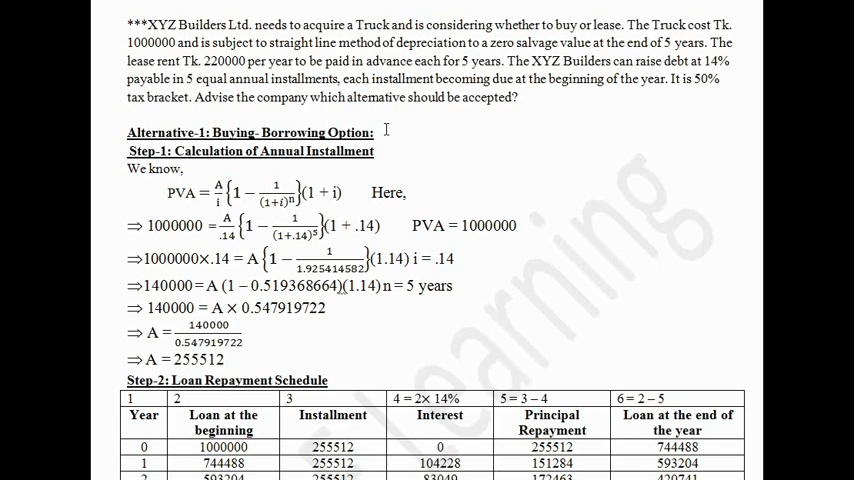 ***XYZ Builders Ltd. needs to acquire a Truck and is considering whether to buy or lease. The Truck cost Tk.
1000000 and is subject to straight line method of depreciation to a zero salvage value at the end of 5 years. The
lease rent Tk. 220000 per year to be paid in advance each for 5 years. The XYZ Builders can raise debt at 14%
payable in 5 equal annual installments, each installment becoming due at the beginning of the year. It is 50%
tax bracket. Advise the company which alternative should be accepted?
Alternative-1: Buying- Borrowing Option:
Step-1: Calculation of Annual Installment
We know,
PVA = A/i {1 − 1/(1+i)ⁿ}(1 + i) Here,
⇒ 1000000 = A/.14 {1 − 1/(1+.14)⁵}(1 + .14) PVA = 1000000
⇒1000000×.14 = A {1 − 1/1.925414582}(1.14) i = .14
⇒140000 = A (1 − 0.519368664)(1.14) n = 5 years
⇒ 140000 = A × 0.547919722
⇒ A = 140000/0.547919722
⇒ A = 255512
Step-2: Loan Repayment Schedule
1 2 3 4 = 2× 14% 5 = 3 − 4 6 = 2 − 5
Year Loan at the beginning Installment Interest Principal Repayment Loan at the end of the year
0 1000000 255512 0 255512 744488
1 744488 255512 104228 151284 593204
2 593204 255512 83049 172463 420741
Learning